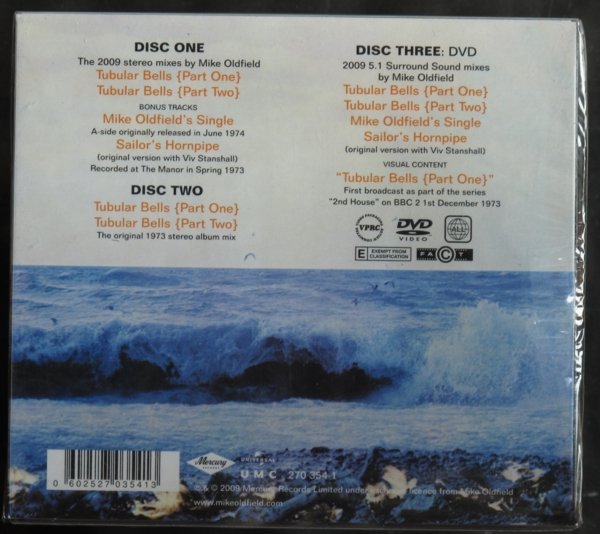 DISC ONE
The 2009 stereo mixes by Mike Oldfield
Tubular Bells {Part One}
Tubular Bells {Part Two}
BONUS TRACKS
Mike Oldfield's Single
A-side originally released in June 1974
Sailor's Hornpipe
(original version with Viv Stanshall)
Recorded at The Manor in Spring 1973
DISC TWO
Tubular Bells {Part One}
Tubular Bells {Part Two}
The original 1973 stereo album mix
DISC THREE: DVD
2009 5.1 Surround Sound mixes
by Mike Oldfield
Tubular Bells {Part One}
Tubular Bells {Part Two}
Mike Oldfield's Single
Sailor's Hornpipe
(original version with Viv Stanshall)
VISUAL CONTENT
"Tubular Bells {Part One}"
First broadcast as part of the series
"2nd House" on BBC 2 1st December 1973
VPRC
DVD
VIDEO
ALL
E EXEMPT FROM
CLASSIFICATION
FACT
0 602527 035413
Mercury
RECORDS
UNIVERSAL
UMC
270 354-1
℗ & © 2009 Mercury Records Limited under exclusive licence from Mike Oldfield
www.mikeoldfield.com